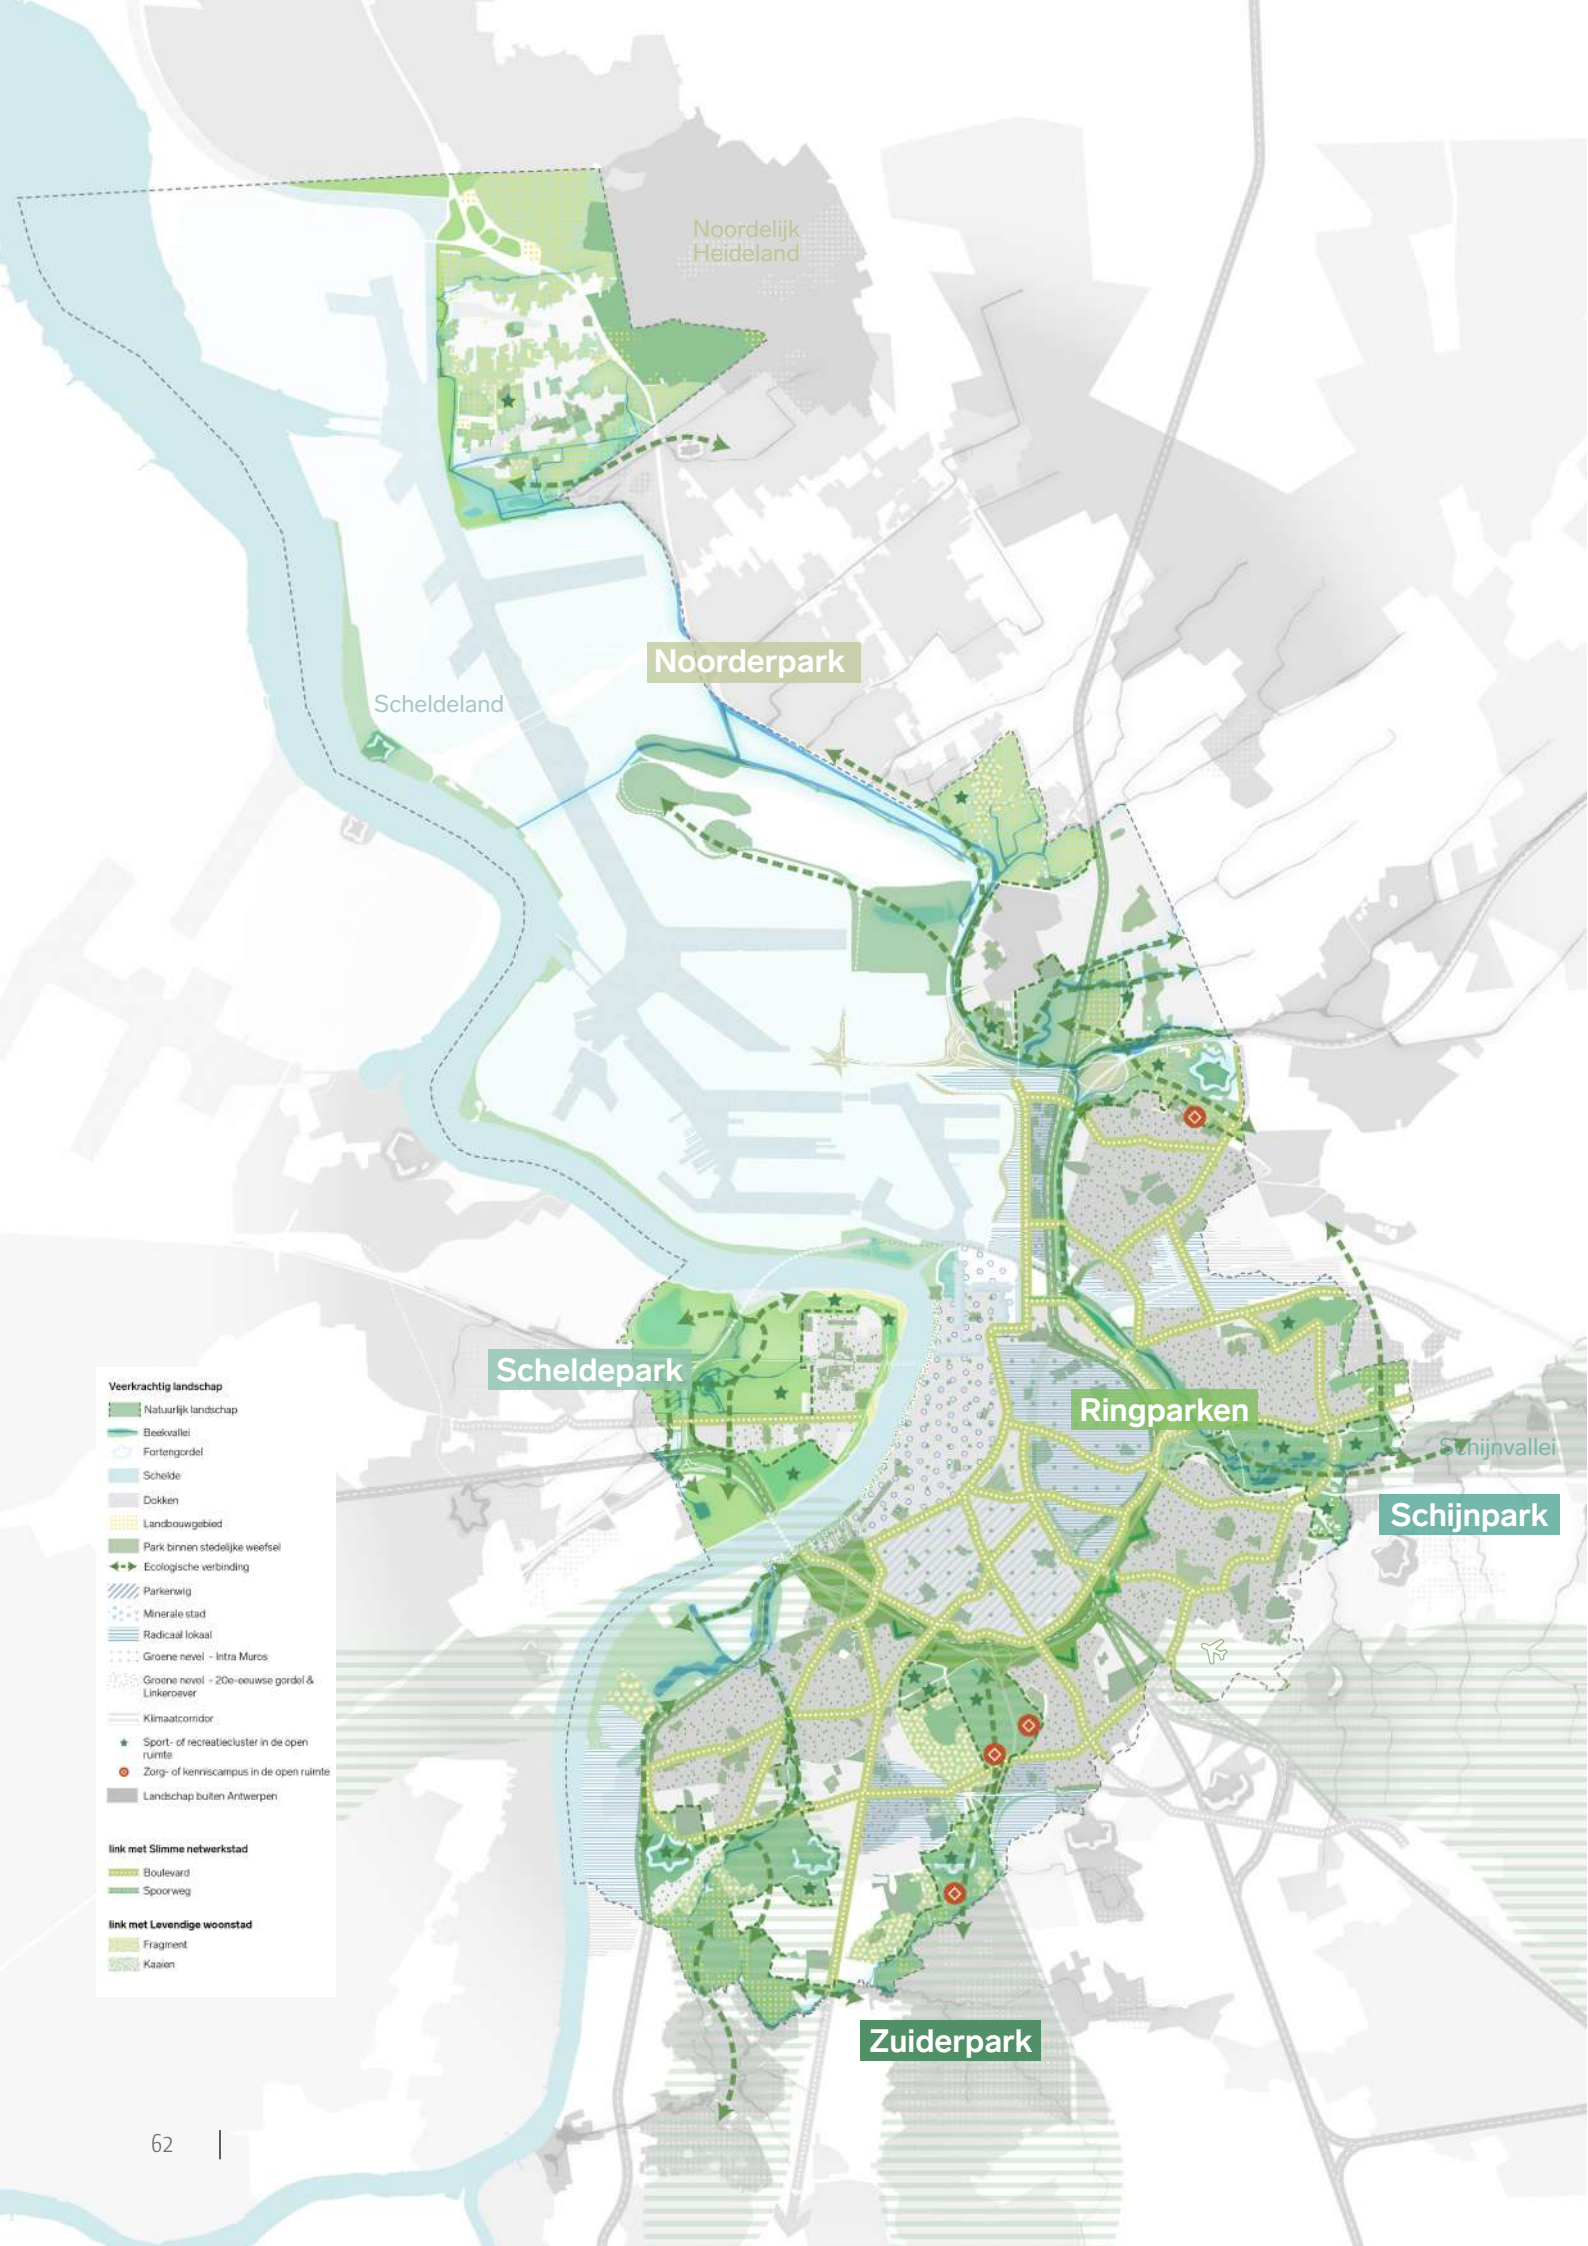 Noordelijk
Heideland
Noorderpark
Scheldeland
Scheldepark
Ringparken
Schijnvallei
Schijnpark
Zuiderpark
Veerkrachtig landschap
Natuurlijk landschap
Beekvallei
Fortengordel
Schelde
Dokken
Landbouwgebied
Park binnen stedelijke weefsel
Ecologische verbinding
Parkenwig
Minerale stad
Radicaal lokaal
Groene nevel - Intra Muros
Groene nevel - 20e-eeuwse gordel &
Linkeroever
Klimaatcorridor
Sport- of recreatiecluster in de open
ruimte
Zorg- of kenniscampus in de open ruimte
Landschap buiten Antwerpen
link met Slimme netwerkstad
Boulevard
Spoorweg
link met Levendige woonstad
Fragment
Kaaien
62